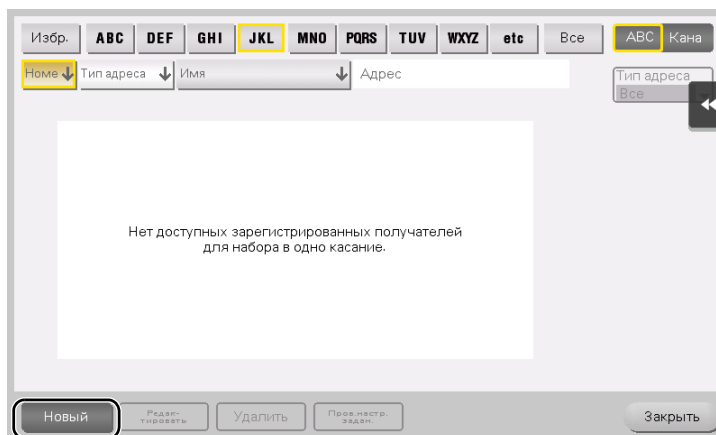 Избр. ABC DEF GHI JKL MNO PQRS TUV WXYZ etc Все ABC Кана
Номе Тип адреса Имя Адрес
Тип адреса
Все
Нет доступных зарегистрированных получателей
для набора в одно касание.
Новый Редак-
тировать Удалить Пров.настр.
задан. Закрыть